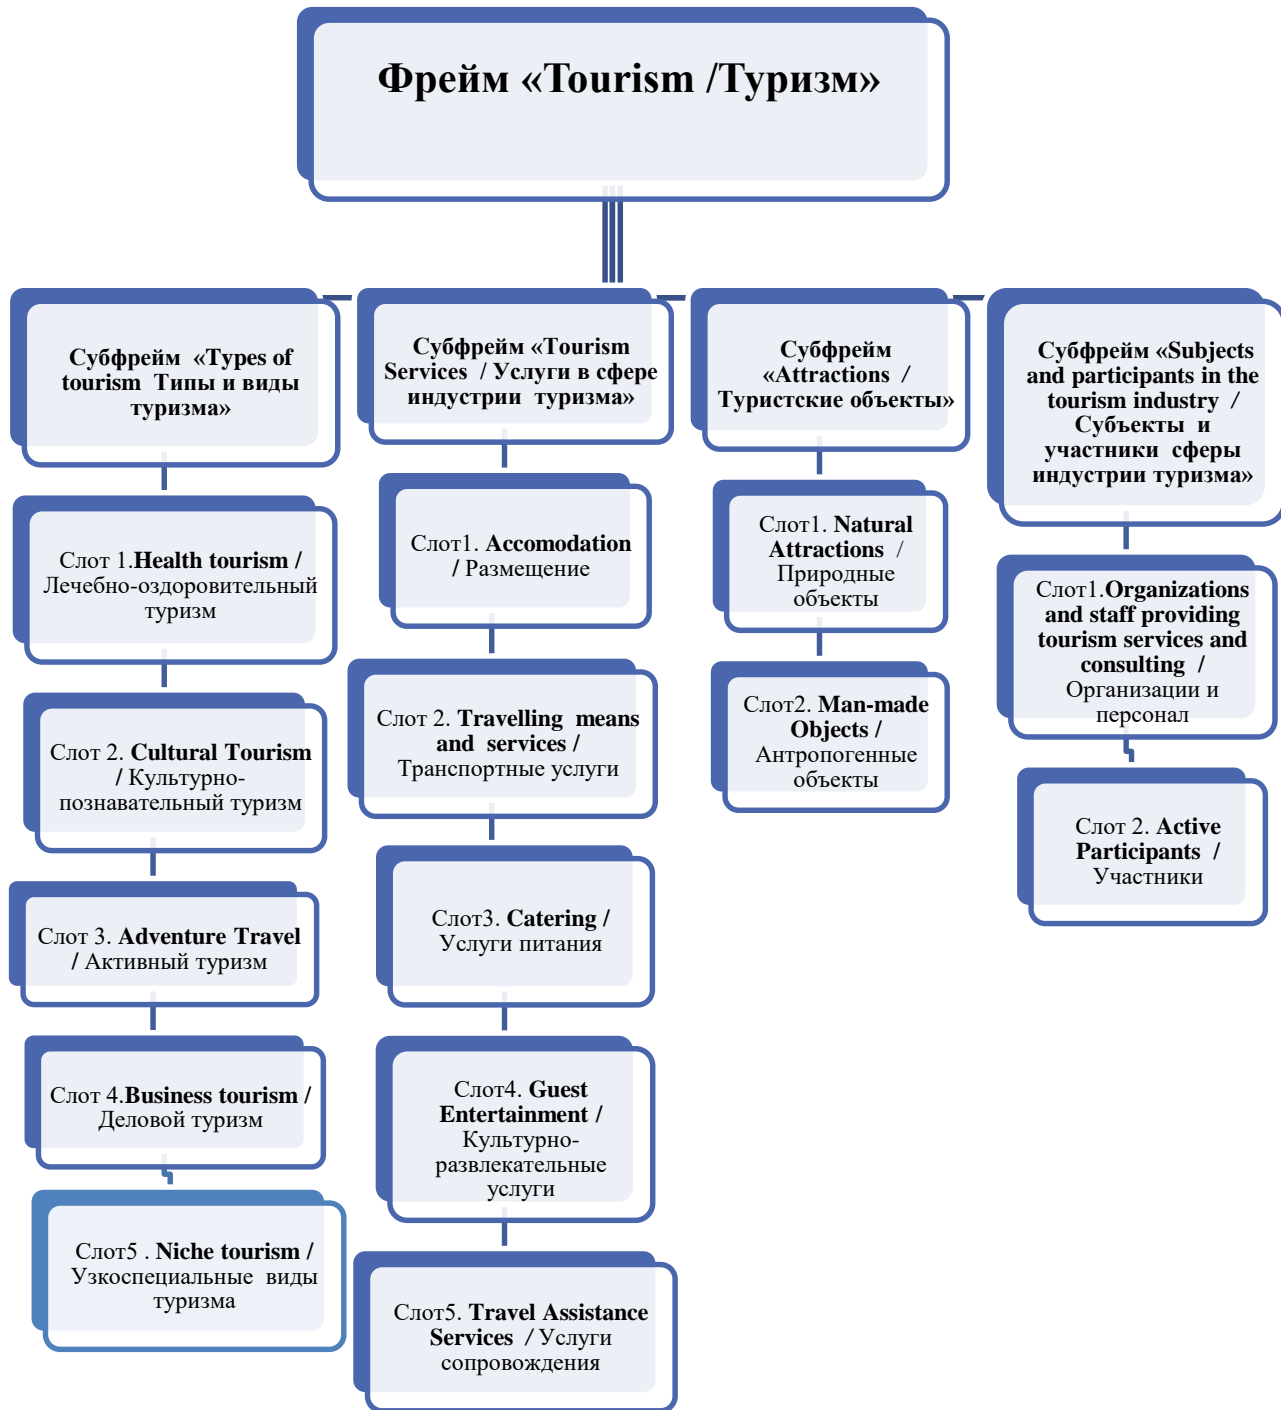 Фрейм «Tourism /Туризм»
Субфрейм «Types of
tourism Типы и виды
туризма»
Слот 1.Health tourism /
Лечебно-оздоровительный
туризм
Слот 2. Cultural Tourism
/ Культурно-
познавательный туризм
Слот 3. Adventure Travel
/ Активный туризм
Слот 4.Business tourism /
Деловой туризм
Слот5 . Niche tourism /
Узкоспециальные виды
туризма
Субфрейм «Tourism
Services / Услуги в сфере
индустрии туризма»
Слот1. Accomodation
/ Размещение
Слот 2. Travelling means
and services /
Транспортные услуги
Слот3. Catering /
Услуги питания
Слот4. Guest
Entertainment /
Культурно-
развлекательные
услуги
Слот5. Travel Assistance
Services / Услуги
сопровождения
Субфрейм
«Attractions /
Туристские объекты»
Слот1. Natural
Attractions /
Природные
объекты
Слот2. Man-made
Objects /
Антропогенные
объекты
Субфрейм «Subjects
and participants in the
tourism industry /
Субъекты и
участники сферы
индустрии туризма»
Слот1.Organizations
and staff providing
tourism services and
consulting /
Организации и
персонал
Слот 2. Active
Participants /
Участники